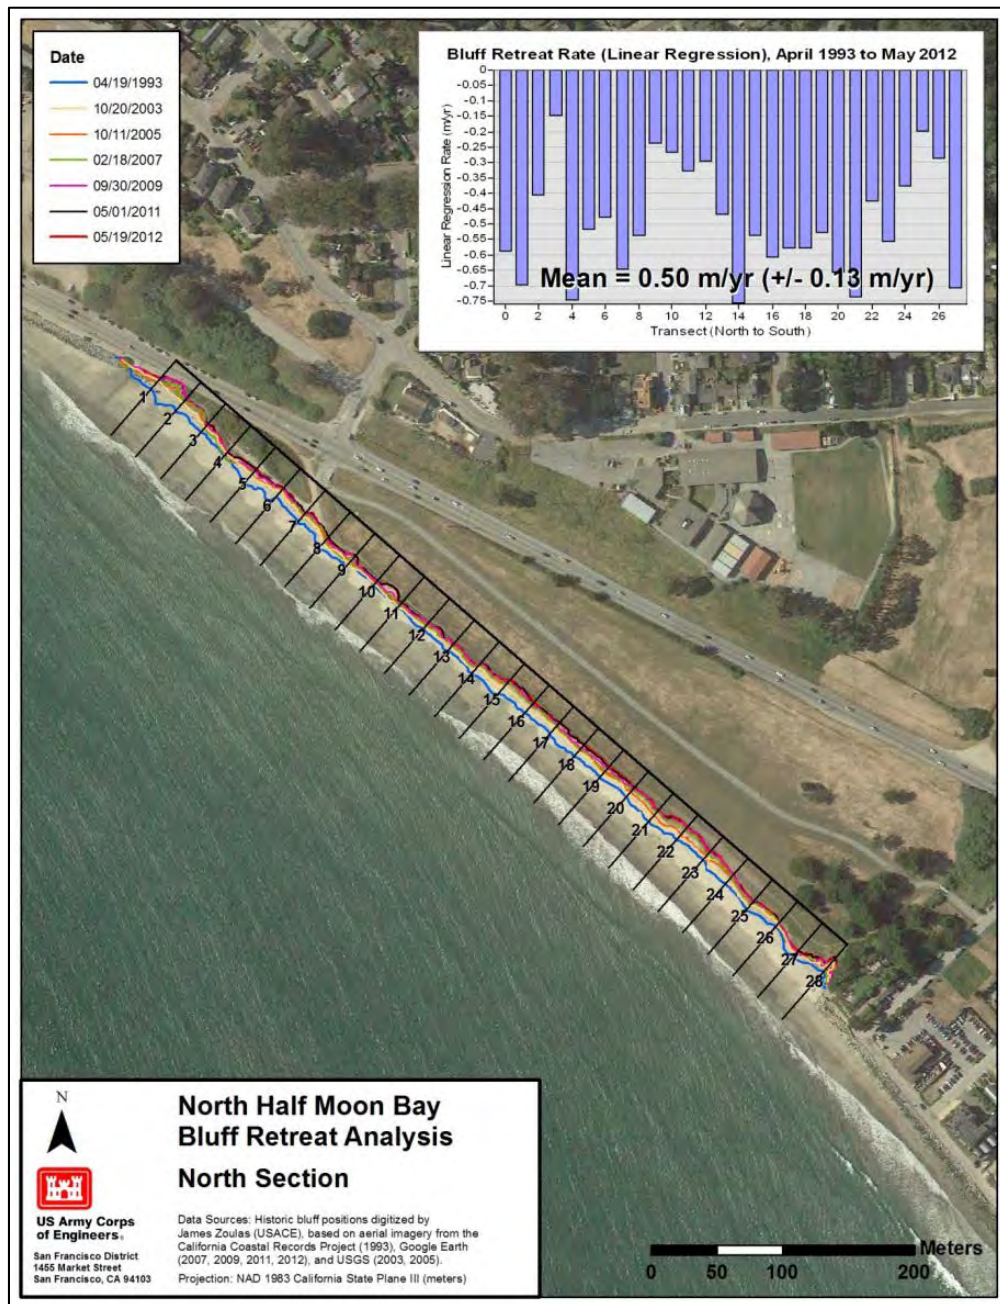 Date
04/19/1993
10/20/2003
10/11/2005
02/18/2007
09/30/2009
05/01/2011
05/19/2012
Bluff Retreat Rate (Linear Regression), April 1993 to May 2012
Linear Regression Rate (m/yr)
0
-0.05
-0.1
-0.15
-0.2
-0.25
-0.3
-0.35
-0.4
-0.45
-0.5
-0.55
-0.6
-0.65
-0.7
-0.75
Mean = 0.50 m/yr (+/- 0.13 m/yr)
0 2 4 6 8 10 12 14 16 18 20 22 24 26
Transect (North to South)
1
2
3
4
5
6
7
8
9
10
11
12
13
14
15
16
17
18
19
20
21
22
23
24
25
26
27
28
N
US Army Corps
of Engineers®
San Francisco District
1455 Market Street
San Francisco, CA 94103
North Half Moon Bay
Bluff Retreat Analysis
North Section
Data Sources: Historic bluff positions digitized by
James Zoulas (USACE), based on aerial imagery from the
California Coastal Records Project (1993), Google Earth
(2007, 2009, 2011, 2012), and USGS (2003, 2005).
Projection: NAD 1983 California State Plane III (meters)
Meters
0 50 100 200